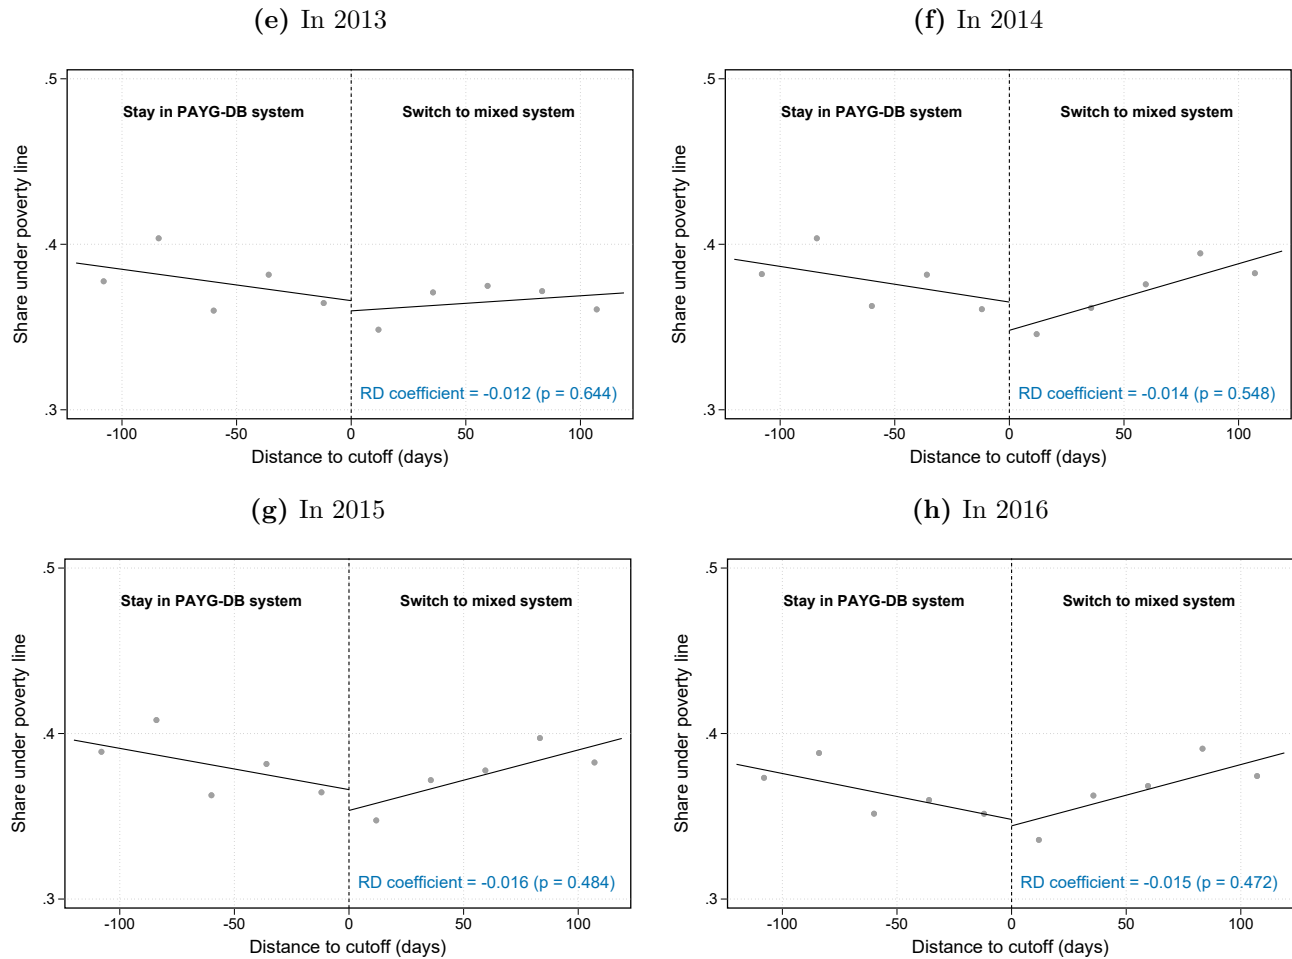 (e) In 2013
.5
.4
.3
Share under poverty line
Stay in PAYG-DB system
Switch to mixed system
RD coefficient = -0.012 (p = 0.644)
-100 -50 0 50 100
Distance to cutoff (days)
(f) In 2014
.5
.4
.3
Share under poverty line
Stay in PAYG-DB system
Switch to mixed system
RD coefficient = -0.014 (p = 0.548)
-100 -50 0 50 100
Distance to cutoff (days)
(g) In 2015
.5
.4
.3
Share under poverty line
Stay in PAYG-DB system
Switch to mixed system
RD coefficient = -0.016 (p = 0.484)
-100 -50 0 50 100
Distance to cutoff (days)
(h) In 2016
.5
.4
.3
Share under poverty line
Stay in PAYG-DB system
Switch to mixed system
RD coefficient = -0.015 (p = 0.472)
-100 -50 0 50 100
Distance to cutoff (days)